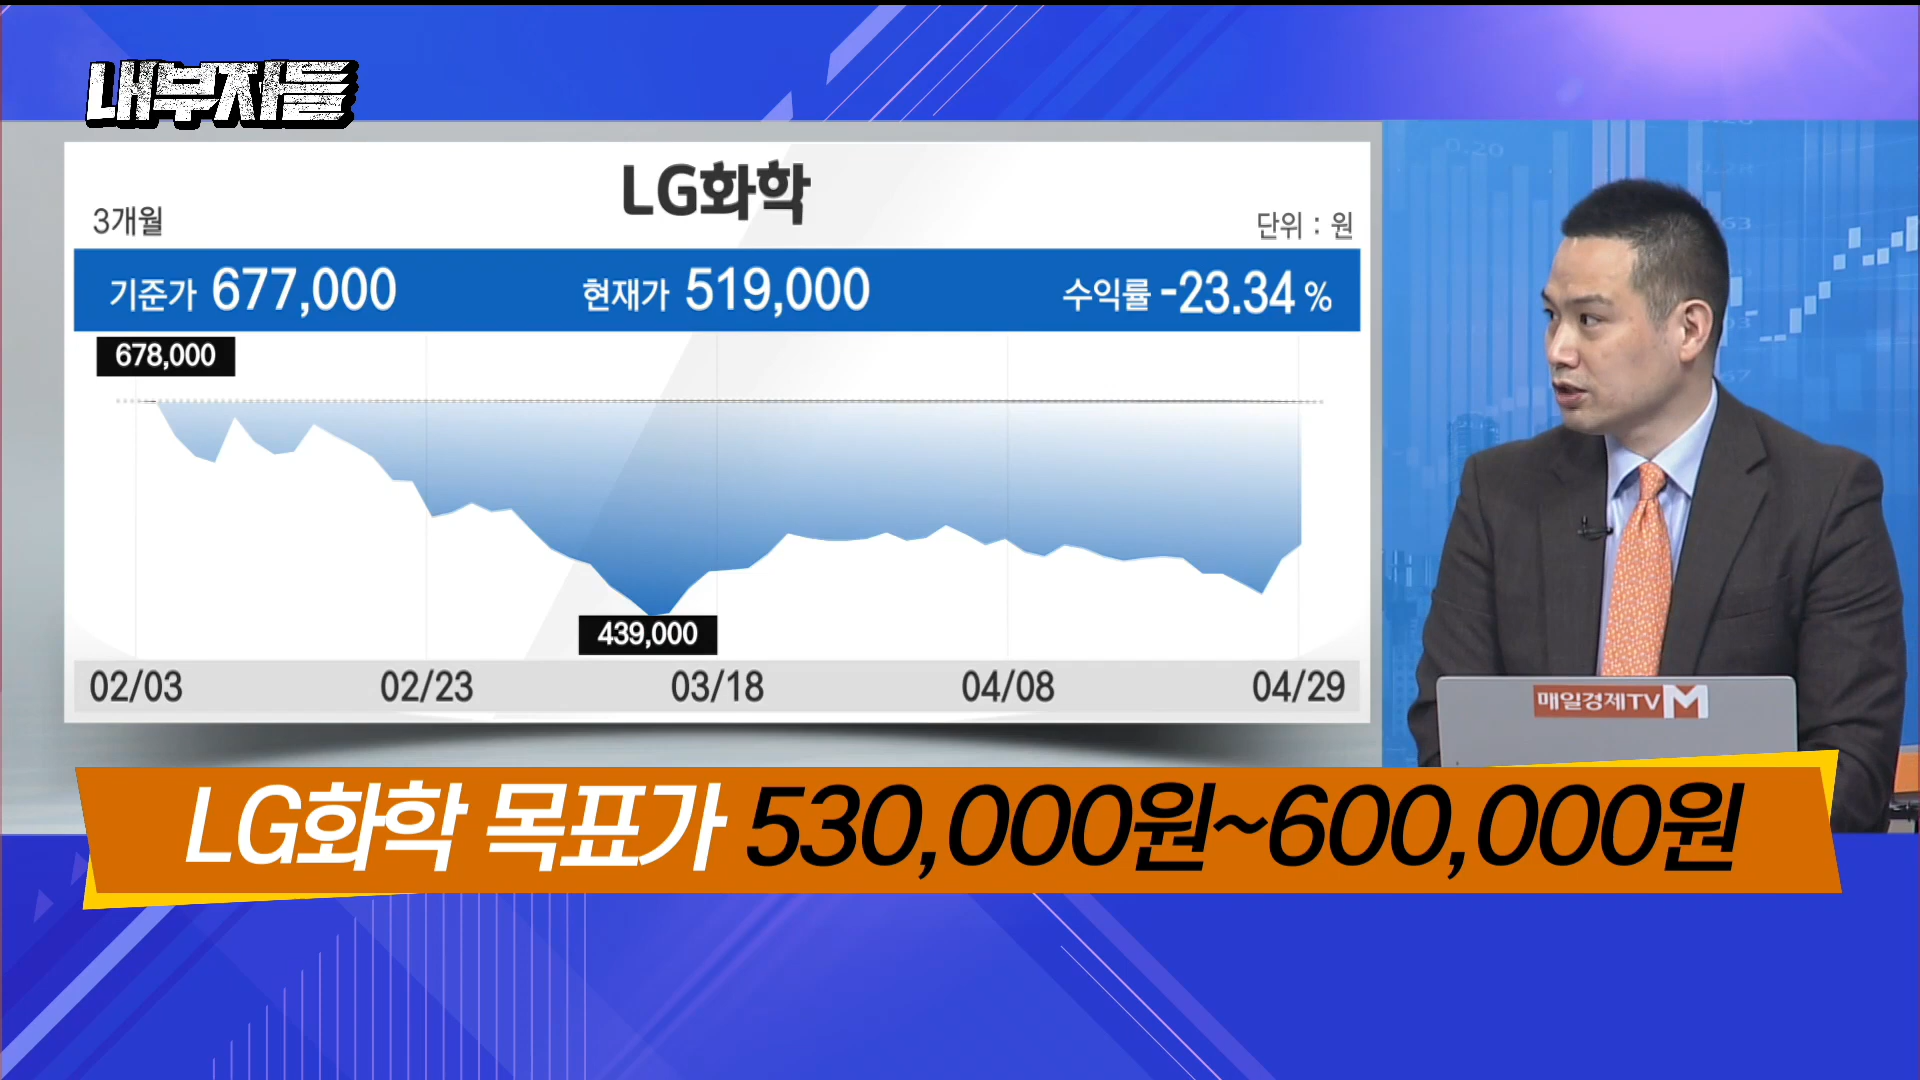 내부자들
LG화학
3개월
단위 : 원
기준가 677,000 현재가 519,000 수익률 -23.34 %
678,000
439,000
02/03 02/23 03/18 04/08 04/29
매일경제TV M
LG화학 목표가 530,000원~600,000원